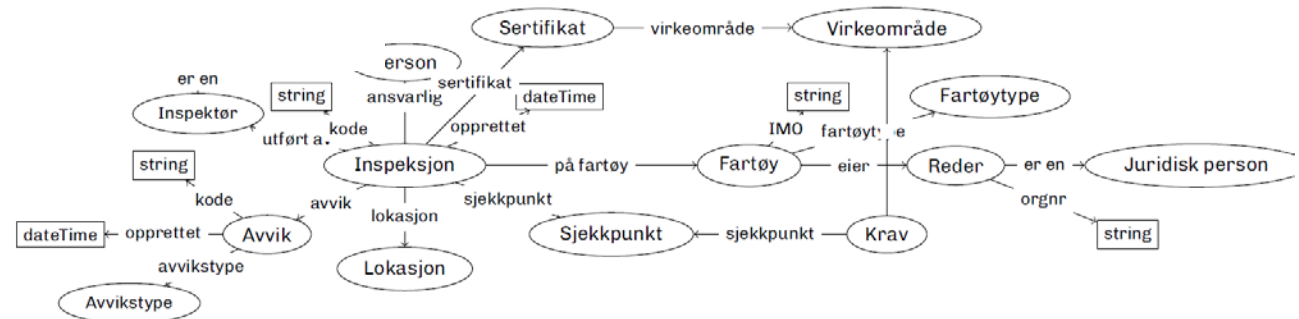 Sertifikat
virkeområde
Virkeområde
erson
sertifikat
er en
string
ansvarlig
dateTime
string
Fartøytype
Inspektør
kode
opprettet
IMO
fartøytype
utført a.
string
Inspeksjon
på fartøy
Fartøy
eier
Reder
er en
Juridisk person
kode
avvik
lokasjon
sjekkpunkt
orgnr
dateTime
opprettet
Avvik
Sjekkpunkt
sjekkpunkt
Krav
string
avvikstype
Lokasjon
Avvikstype